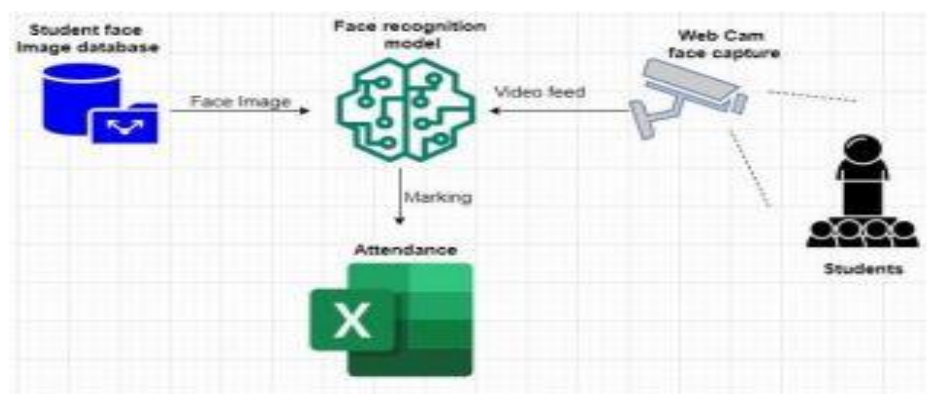 Student face
Image database
Face recognition
model
Web Cam
face capture
Face Image
Video feed
Marking
Attendance
X
Students